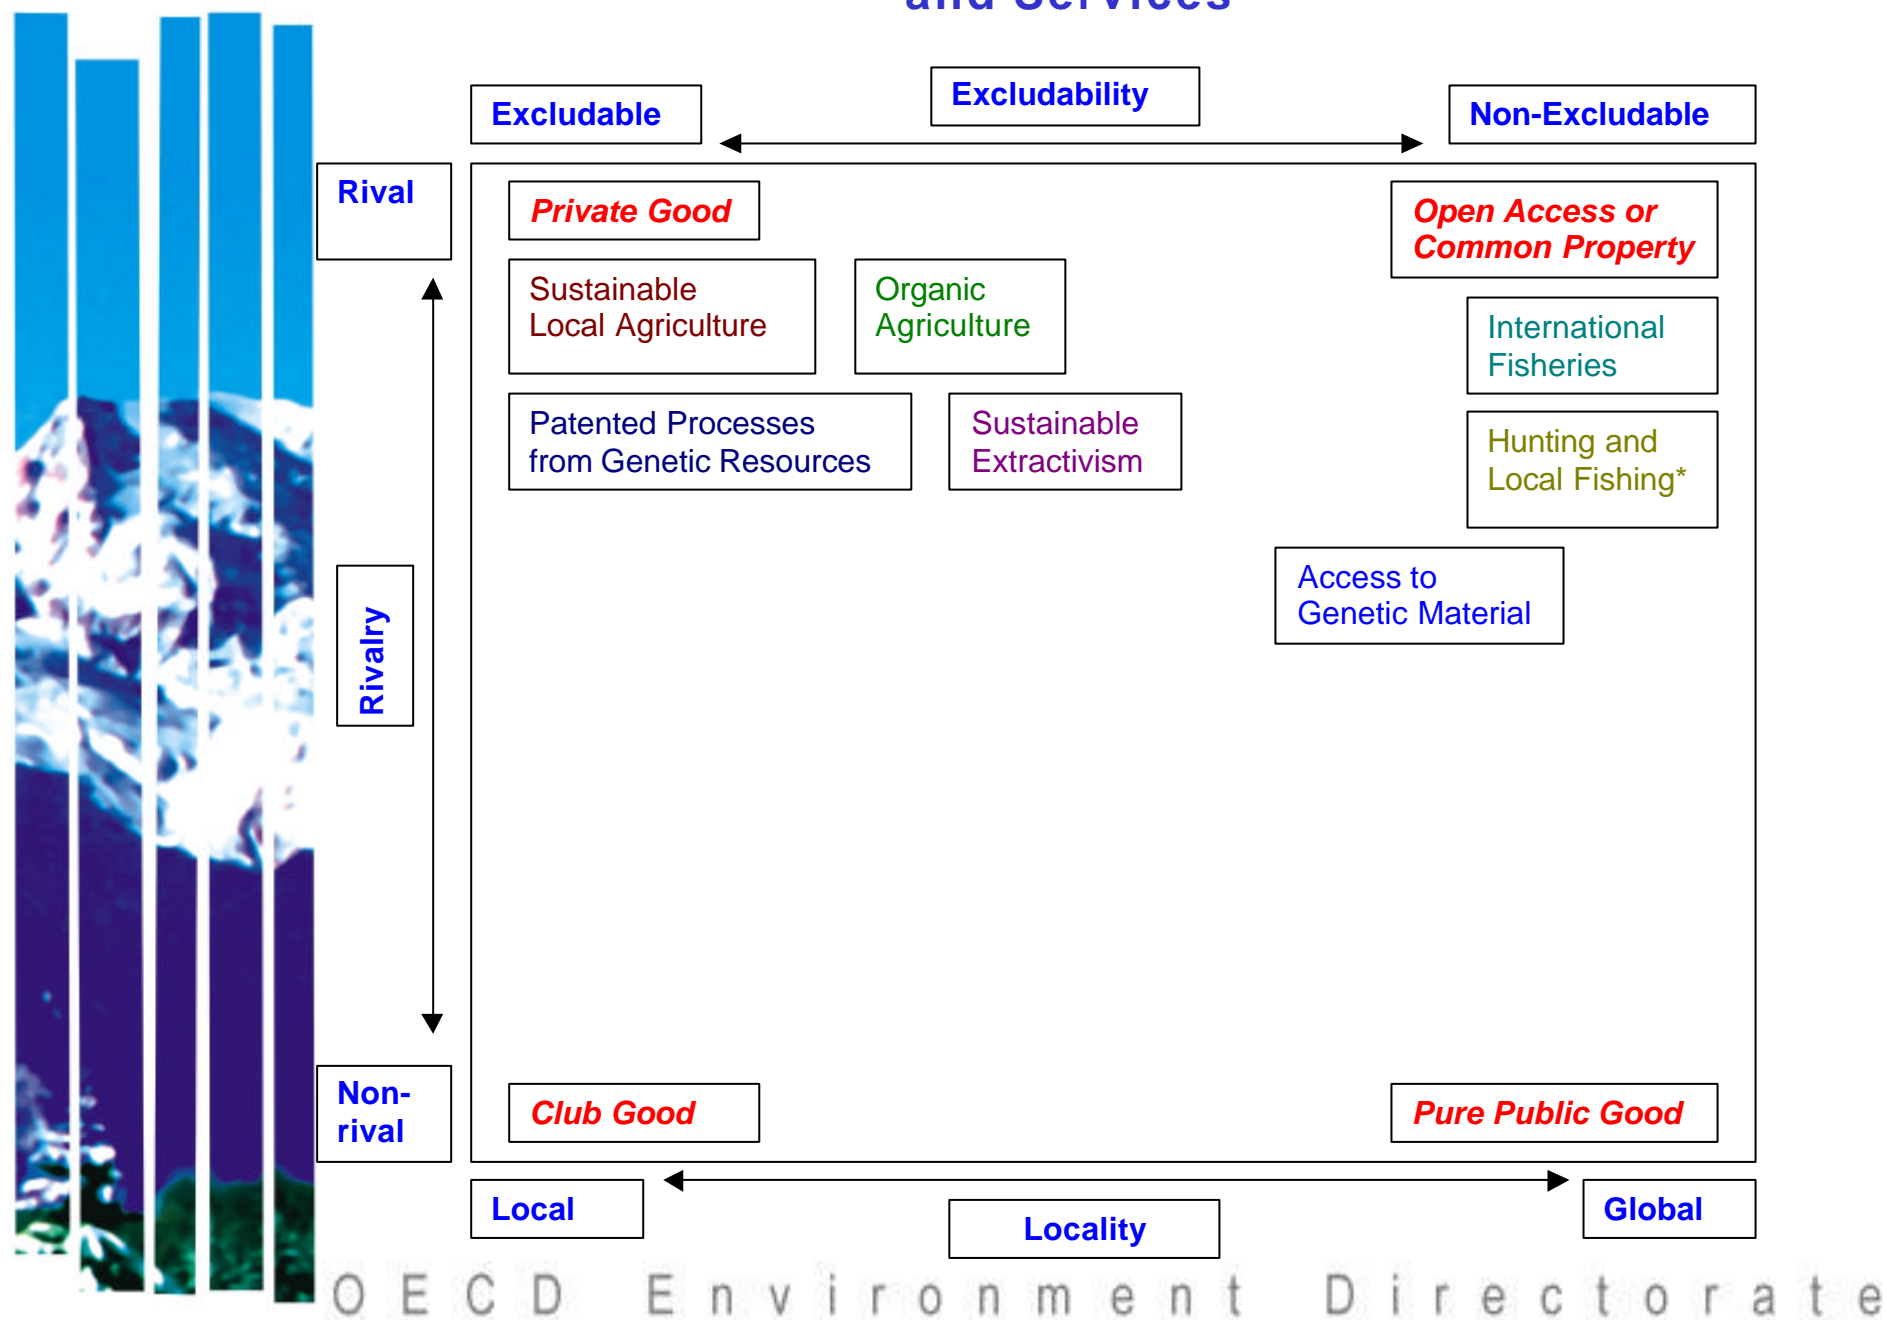 and Services
Excludability
Excludable
Non-Excludable
Rival
Private Good
Open Access or
Common Property
Sustainable
Local Agriculture
Organic
Agriculture
International
Fisheries
Patented Processes
from Genetic Resources
Sustainable
Extractivism
Hunting and
Local Fishing*
Access to
Genetic Material
Rivalry
Non-
rival
Club Good
Pure Public Good
Local
Locality
Global
OECD Environment Directorate